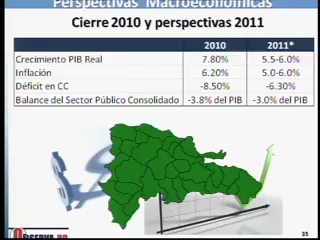 Perspectivas Macroeconómicas
Cierre 2010 y perspectivas 2011
2010 2011*
Crecimiento PIB Real 7.80% 5.5-6.0%
Inflación 6.20% 5.0-6.0%
Déficit en CC -8.50% -6.30%
Balance del Sector Público Consolidado -3.8% del PIB -3.0% del PIB
35